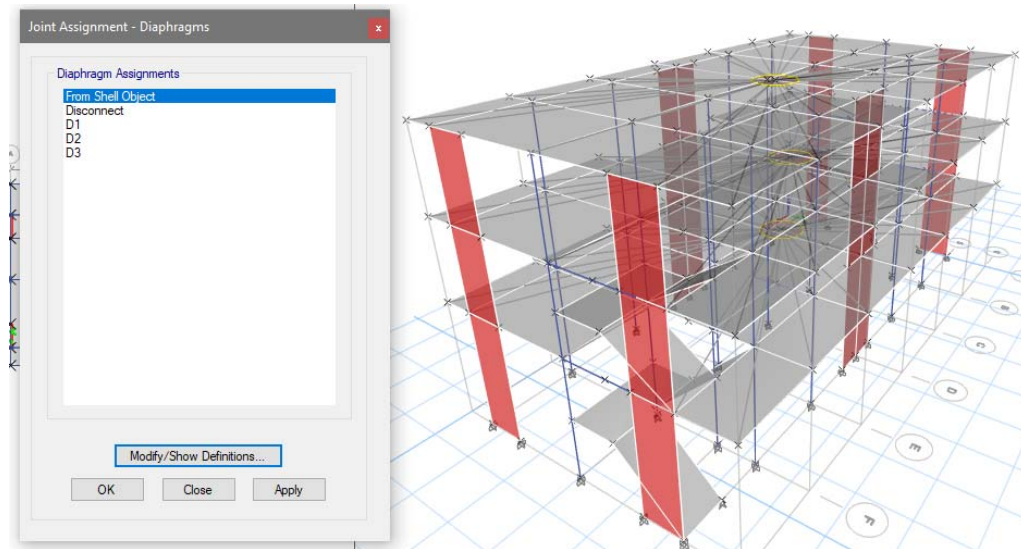 Joint Assignment - Diaphragms
x
Diaphragm Assignments
From Shell Object
Disconnect
D1
D2
D3
Modify/Show Definitions...
OK
Close
Apply
C
D
E
F